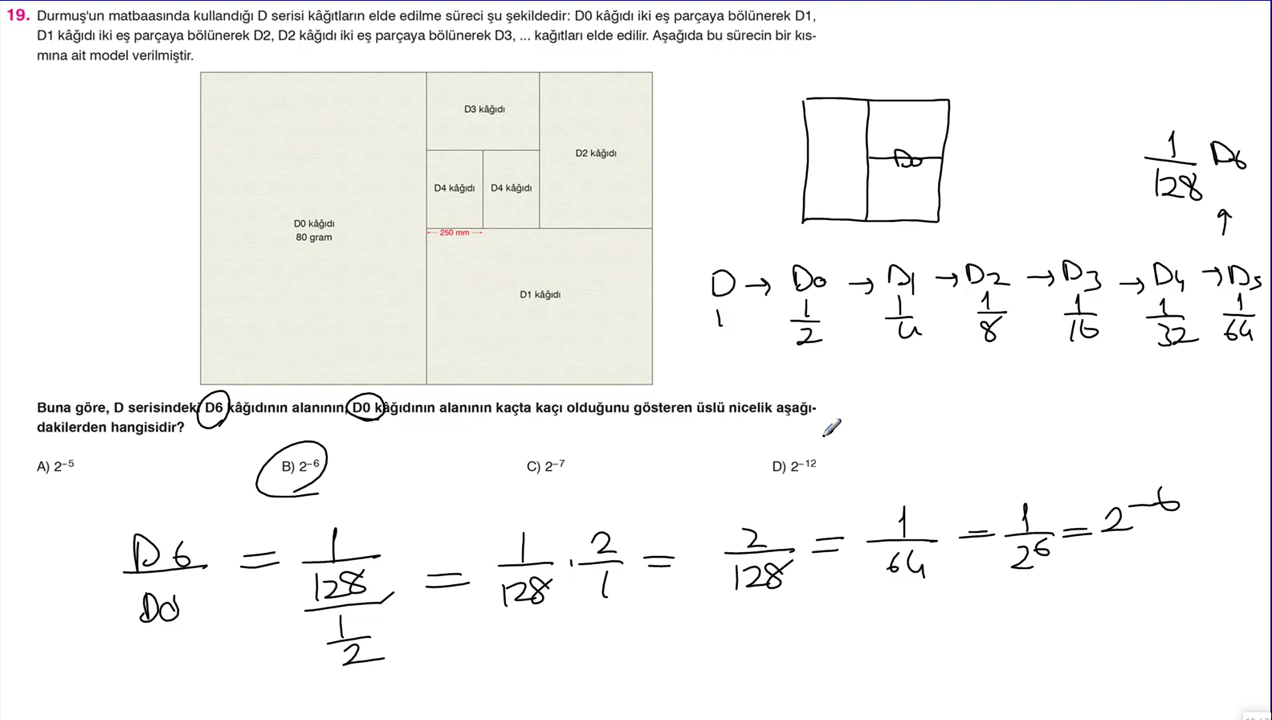 19. Durmuş'un matbaasında kullandığı D serisi kâğıtların elde edilme süreci şu şekildedir: D0 kâğıdı iki eş parçaya bölünerek D1,
D1 kâğıdı iki eş parçaya bölünerek D2, D2 kâğıdı iki eş parçaya bölünerek D3, ... kağıtları elde edilir. Aşağıda bu sürecin bir kıs-
mına ait model verilmiştir.
D3 kâğıdı
D2 kâğıdı
D4 kâğıdı D4 kâğıdı
D0 kâğıdı
80 gram
250 mm
D1 kâğıdı
D0
1/128 D6
↑
D → D0 → D1 → D2 → D3 → D4 → D5
1 1/2 1/4 1/8 1/16 1/32 1/64
Buna göre, D serisindeki D6 kâğıdının alanının, D0 kâğıdının alanının kaçta kaçı olduğunu gösteren üslü nicelik aşağı-
dakilerden hangisidir?
A) 2⁻⁵ B) 2⁻⁶ C) 2⁻⁷ D) 2⁻¹²
D6/D0 = (1/128)/(1/2) = 1/128 · 2/1 = 2/128 = 1/64 = 1/2⁶ = 2⁻⁶